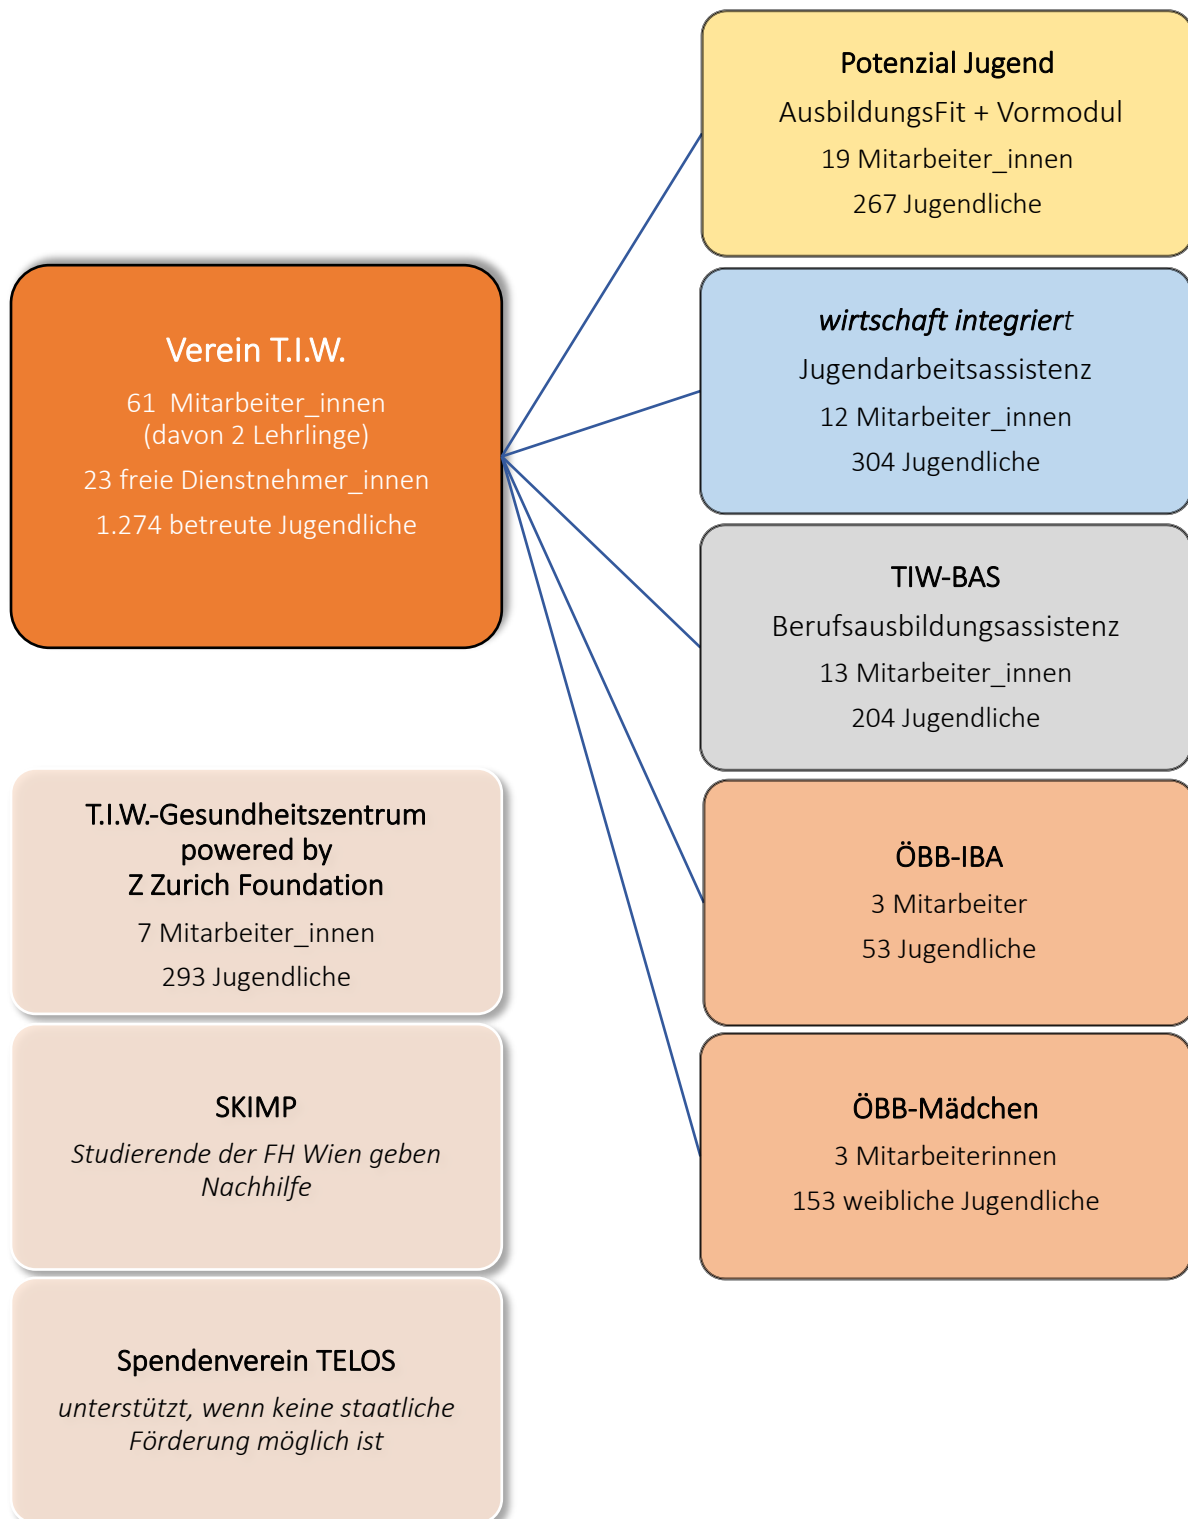 Verein T.I.W.
61 Mitarbeiter_innen
(davon 2 Lehrlinge)
23 freie Dienstnehmer_innen
1.274 betreute Jugendliche
Potenzial Jugend
AusbildungsFit + Vormodul
19 Mitarbeiter_innen
267 Jugendliche
wirtschaft integriert
Jugendarbeitsassistenz
12 Mitarbeiter_innen
304 Jugendliche
TIW-BAS
Berufsausbildungsassistenz
13 Mitarbeiter_innen
204 Jugendliche
ÖBB-IBA
3 Mitarbeiter
53 Jugendliche
ÖBB-Mädchen
3 Mitarbeiterinnen
153 weibliche Jugendliche
T.I.W.-Gesundheitszentrum
powered by
Z Zurich Foundation
7 Mitarbeiter_innen
293 Jugendliche
SKIMP
Studierende der FH Wien geben
Nachhilfe
Spendenverein TELOS
unterstützt, wenn keine staatliche
Förderung möglich ist